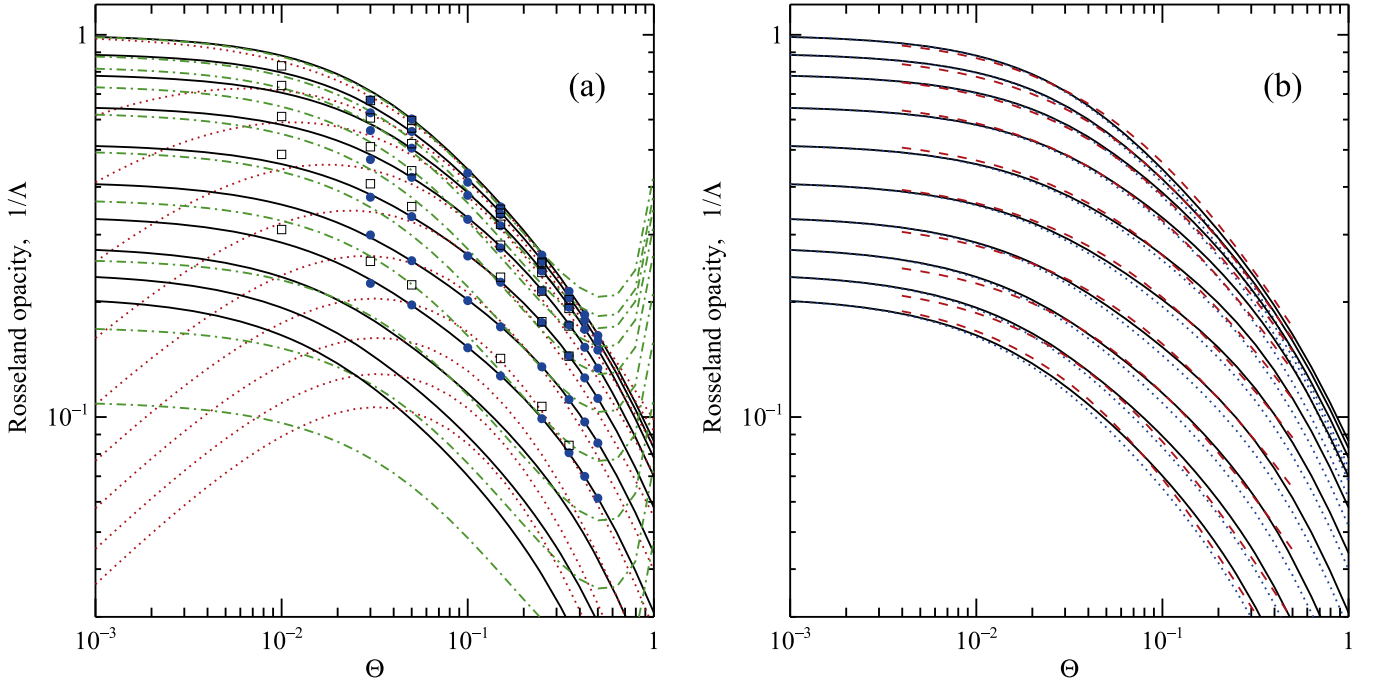 (a)
Rosseland opacity, 1/Λ
1
10⁻¹
10⁻³
10⁻²
10⁻¹
1
Θ
(b)
Rosseland opacity, 1/Λ
1
10⁻¹
10⁻³
10⁻²
10⁻¹
1
Θ